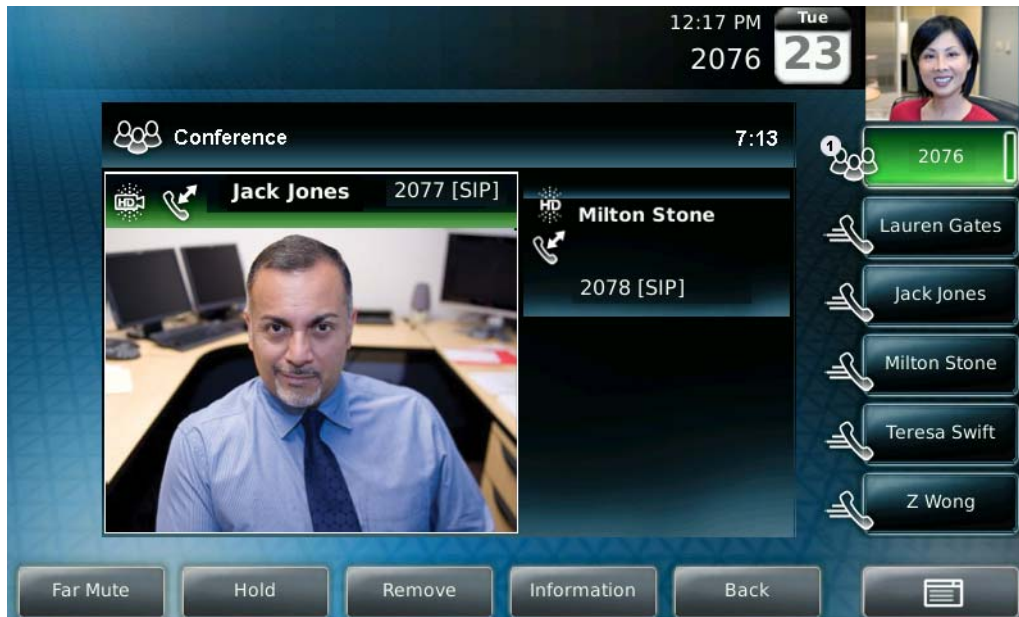 12:17 PM
Tue
2076
23
Conference
7:13
HD
Jack Jones 2077 [SIP]
HD
Milton Stone
2078 [SIP]
1
2076
Lauren Gates
Jack Jones
Milton Stone
Teresa Swift
Z Wong
Far Mute
Hold
Remove
Information
Back